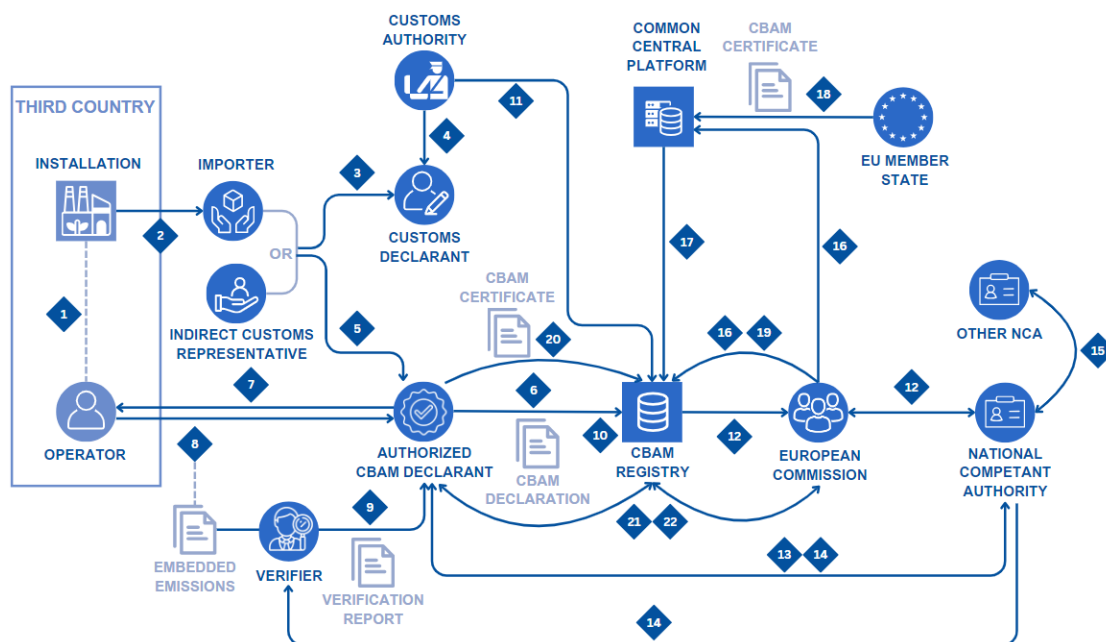 CUSTOMS
AUTHORITY
COMMON
CENTRAL
PLATFORM
CBAM
CERTIFICATE
THIRD COUNTRY
11
18
4
INSTALLATION
IMPORTER
3
EU MEMBER
STATE
2
CUSTOMS
DECLARANT
OR
17
16
CBAM
CERTIFICATE
1
INDIRECT CUSTOMS
REPRESENTATIVE
5
20
16
19
OTHER NCA
15
7
6
12
8
10
12
OPERATOR
AUTHORIZED
CBAM DECLARANT
CBAM
DECLARATION
CBAM
REGISTRY
EUROPEAN
COMMISSION
NATIONAL
COMPETANT
AUTHORITY
9
21
22
EMBEDDED
EMISSIONS
VERIFIER
VERIFICATION
REPORT
13
14
14